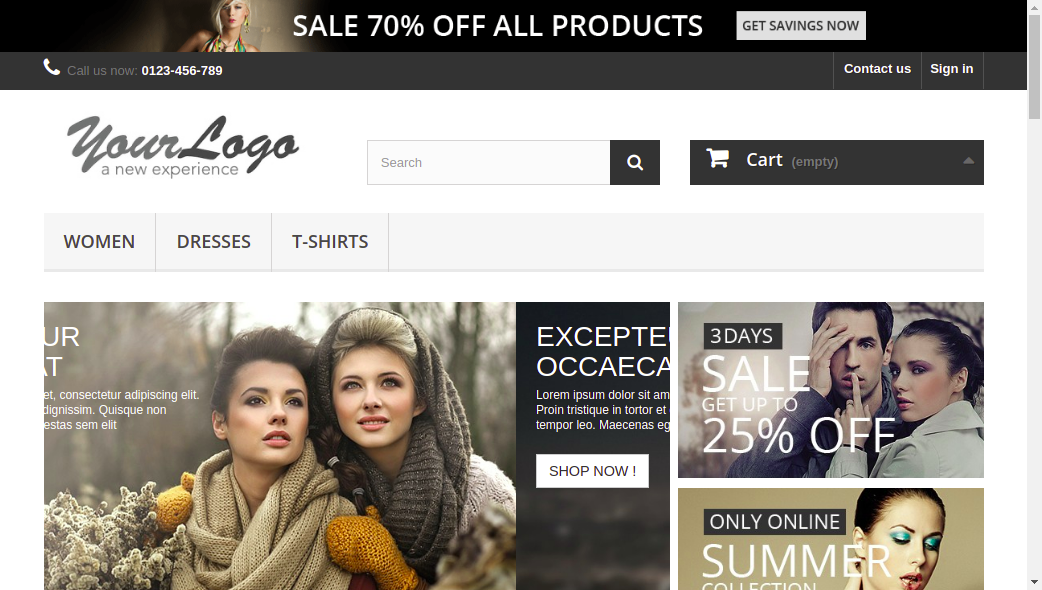 SALE 70% OFF ALL PRODUCTS
GET SAVINGS NOW
Call us now: 0123-456-789
Contact us
Sign in
YourLogo
a new experience
Search
Cart (empty)
WOMEN
DRESSES
T-SHIRTS
UR
AT
et, consectetur adipiscing elit.
dignissim. Quisque non
estas sem elit
EXCEPTEU
OCCAECA
Lorem ipsum dolor sit am
Proin tristique in tortor et
tempor leo. Maecenas eg
SHOP NOW !
3DAYS
SALE
GET UP TO
25% OFF
ONLY ONLINE
SUMMER
COLLECTION